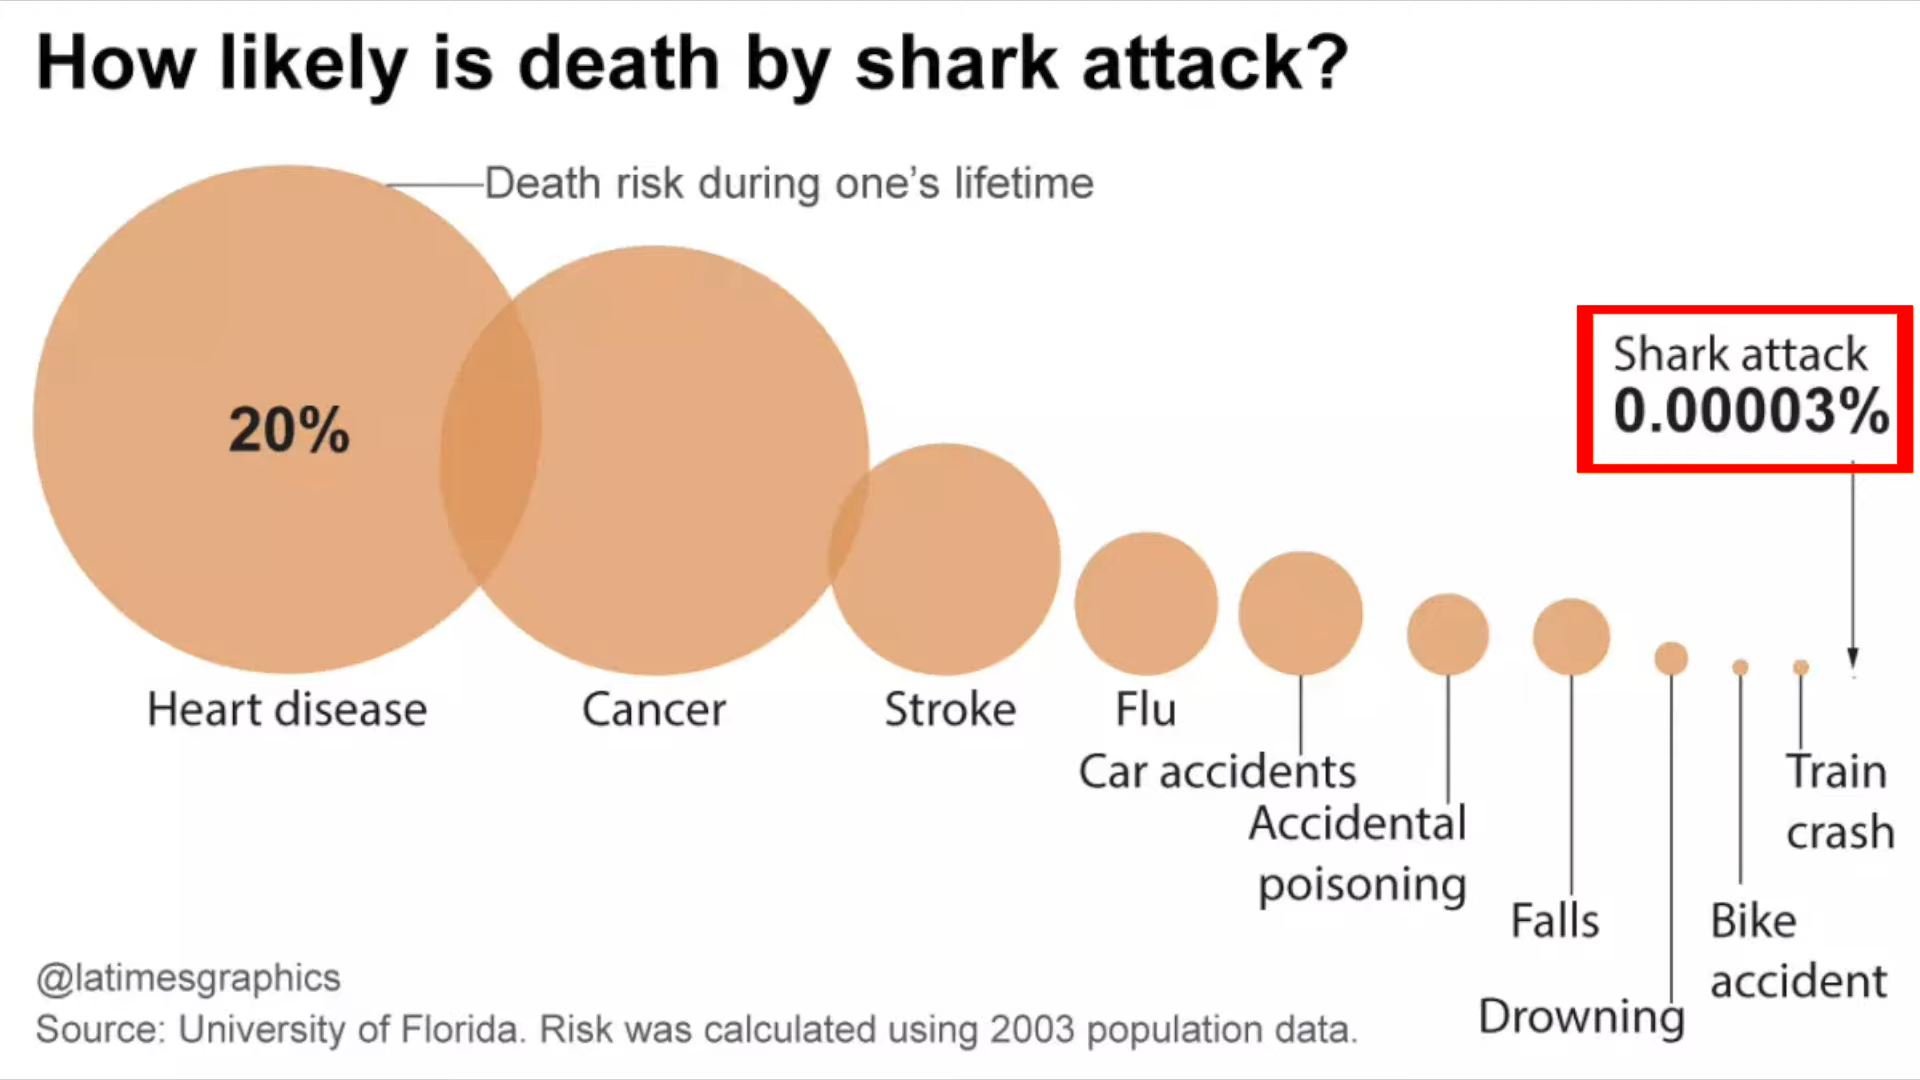 How likely is death by shark attack?
Death risk during one’s lifetime
20%
Shark attack
0.00003%
Heart disease
Cancer
Stroke
Flu
Car accidents
Accidental
poisoning
Falls
Drowning
Bike
accident
Train
crash
@latimesgraphics
Source: University of Florida. Risk was calculated using 2003 population data.